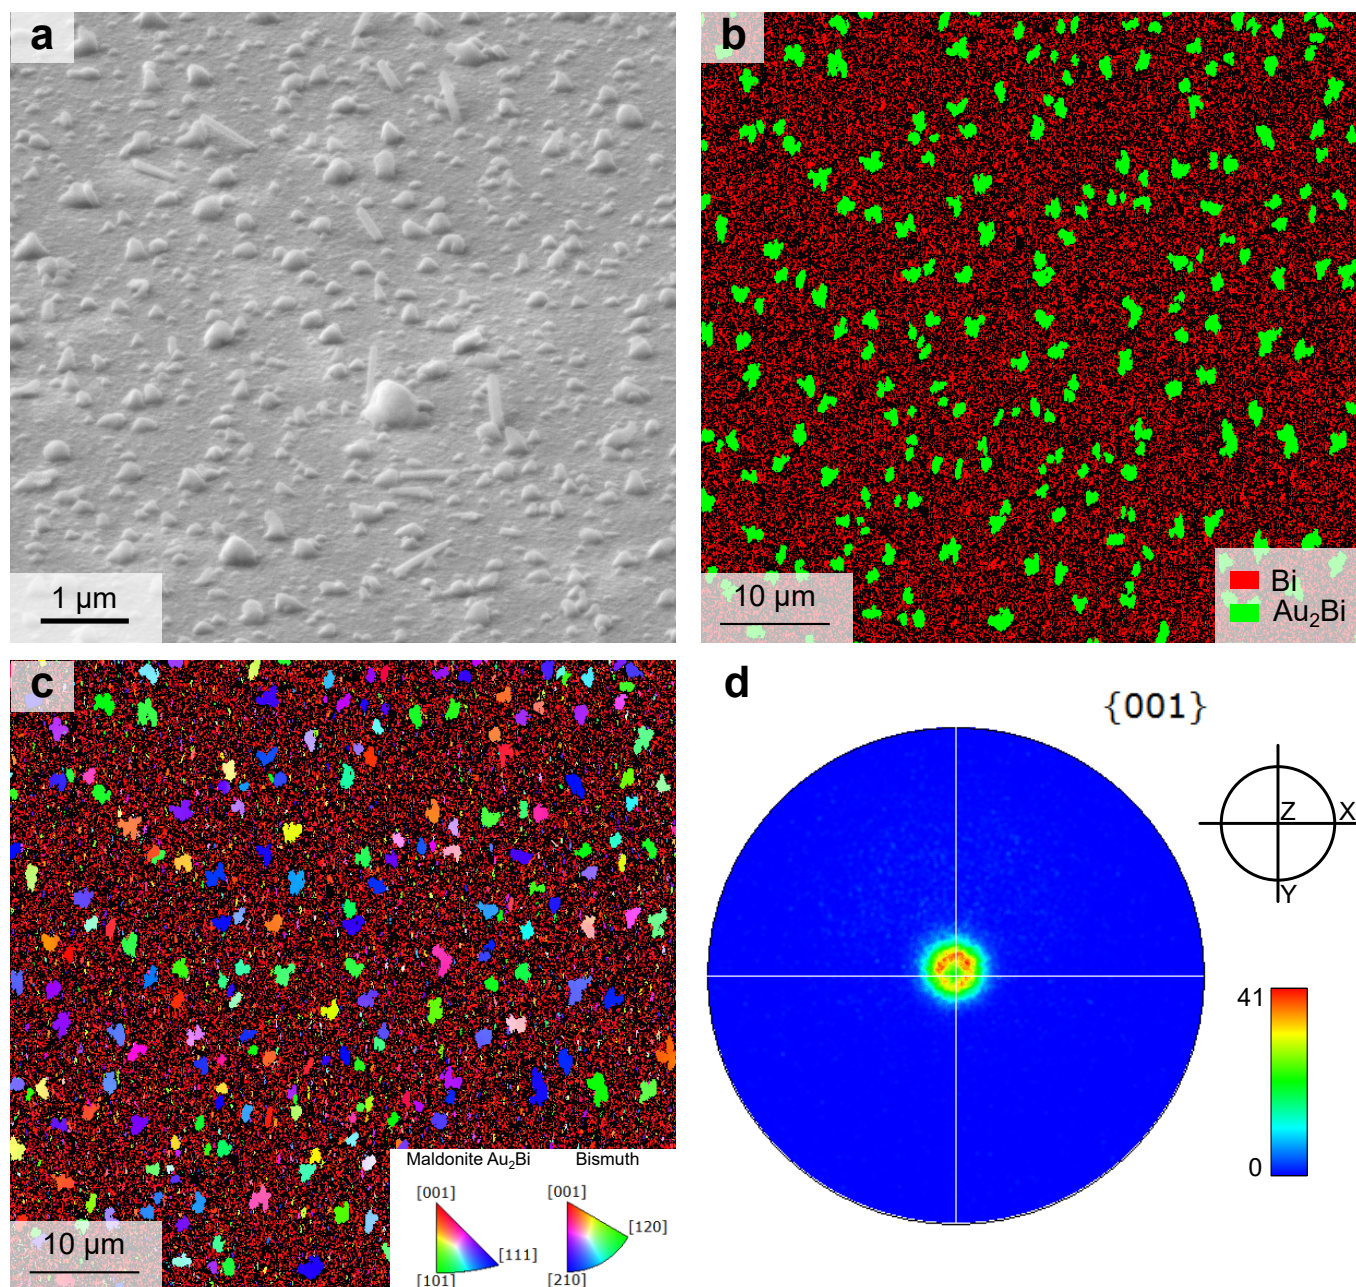 a
1 μm
b
10 μm
Bi
Au₂Bi
c
10 μm
Maldonite Au₂Bi
Bismuth
[001]
[111]
[101]
[001]
[120]
[210]
d
{001}
Z
X
Y
41
0